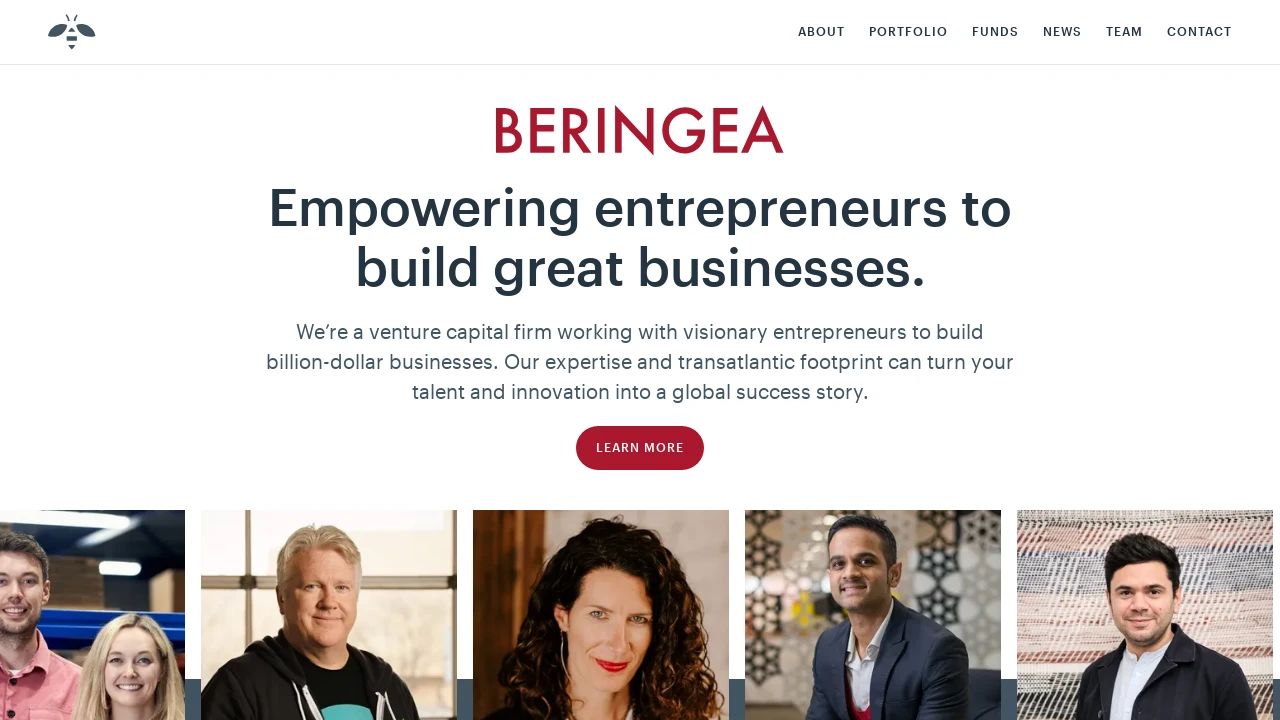 ABOUT PORTFOLIO FUNDS NEWS TEAM CONTACT
BERINGEA
Empowering entrepreneurs to
build great businesses.
We’re a venture capital firm working with visionary entrepreneurs to build
billion-dollar businesses. Our expertise and transatlantic footprint can turn your
talent and innovation into a global success story.
LEARN MORE